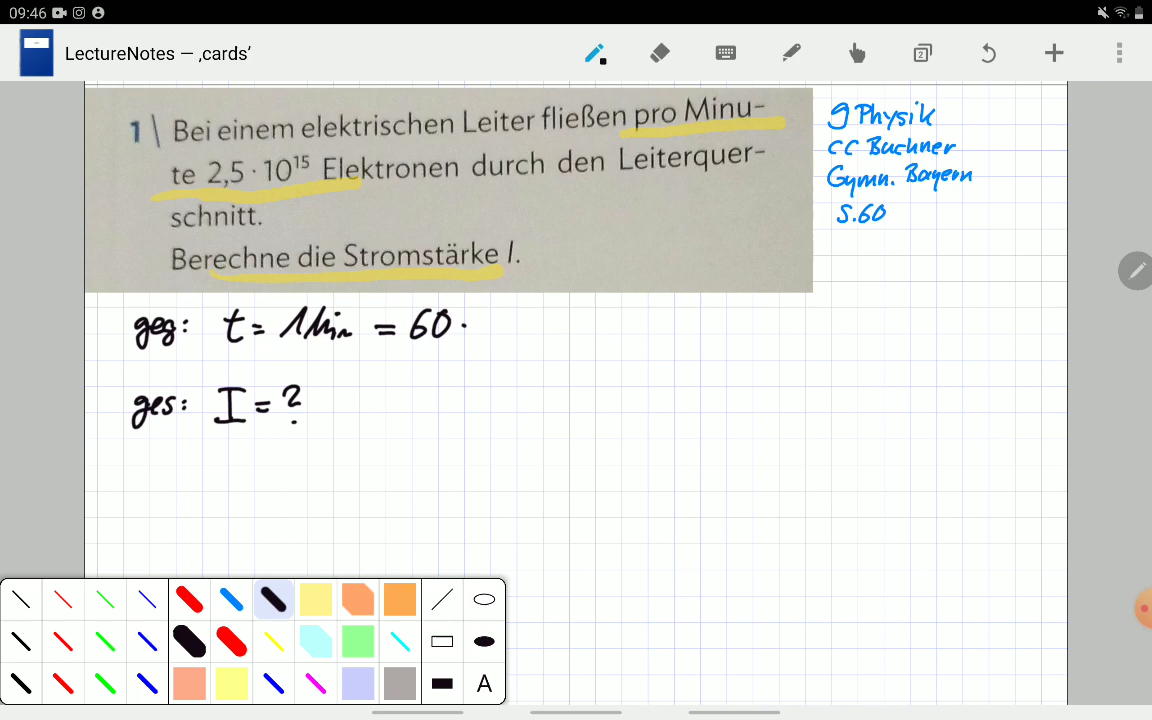 09:46
LectureNotes — ‚cards‘
2
1 | Bei einem elektrischen Leiter fließen pro Minu-
te 2,5 · 10¹⁵ Elektronen durch den Leiterquer-
schnitt.
Berechne die Stromstärke I.
9 Physik
CC Buchner
Gymn. Bayern
S.60
geg: t = 1 Min = 60 ·
ges: I = ?
A